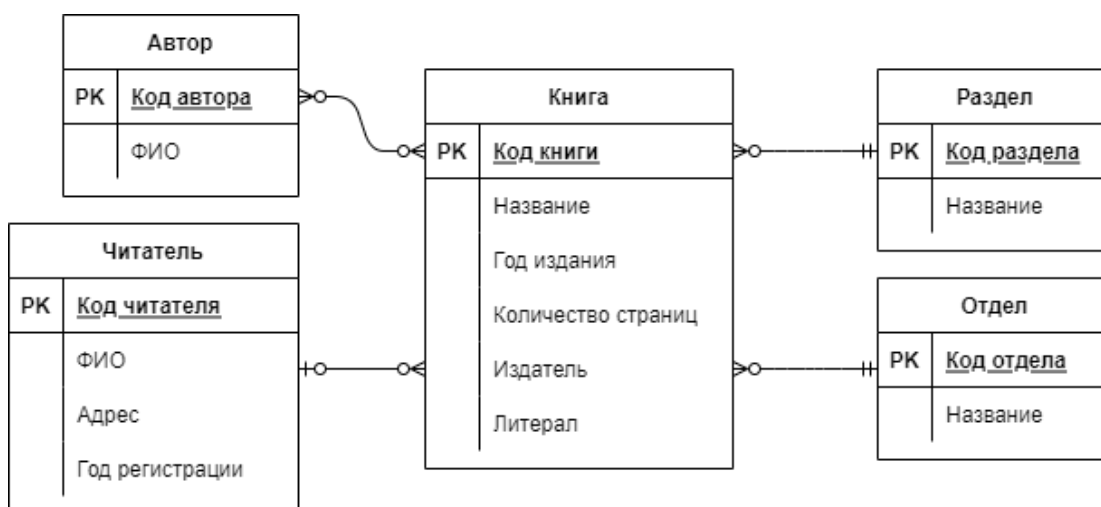 Автор
PK Код автора
ФИО
Читатель
PK Код читателя
ФИО
Адрес
Год регистрации
Книга
PK Код книги
Название
Год издания
Количество страниц
Издатель
Литерал
Раздел
PK Код раздела
Название
Отдел
PK Код отдела
Название